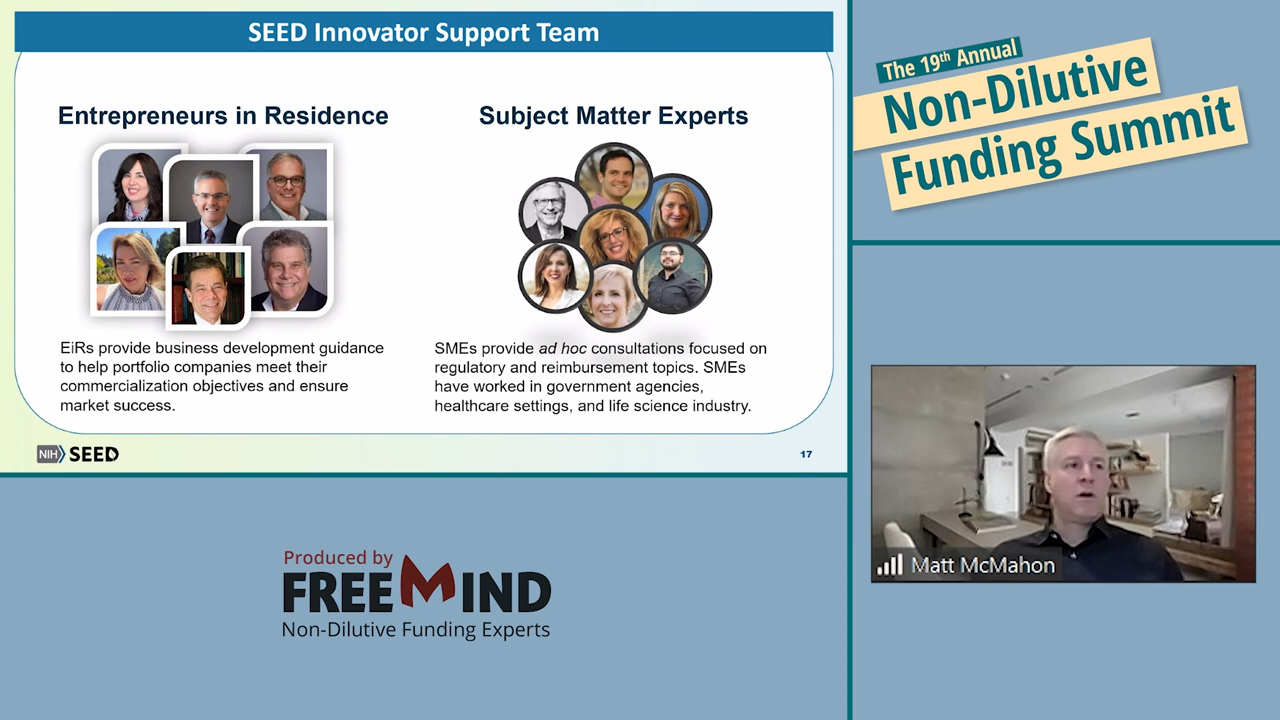 SEED Innovator Support Team
Entrepreneurs in Residence
EiRs provide business development guidance
to help portfolio companies meet their
commercialization objectives and ensure
market success.
Subject Matter Experts
SMEs provide ad hoc consultations focused on
regulatory and reimbursement topics. SMEs
have worked in government agencies,
healthcare settings, and life science industry.
NIH SEED
17
The 19th Annual
Non-Dilutive
Funding Summit
Matt McMahon
Produced by
FREEMIND
Non-Dilutive Funding Experts